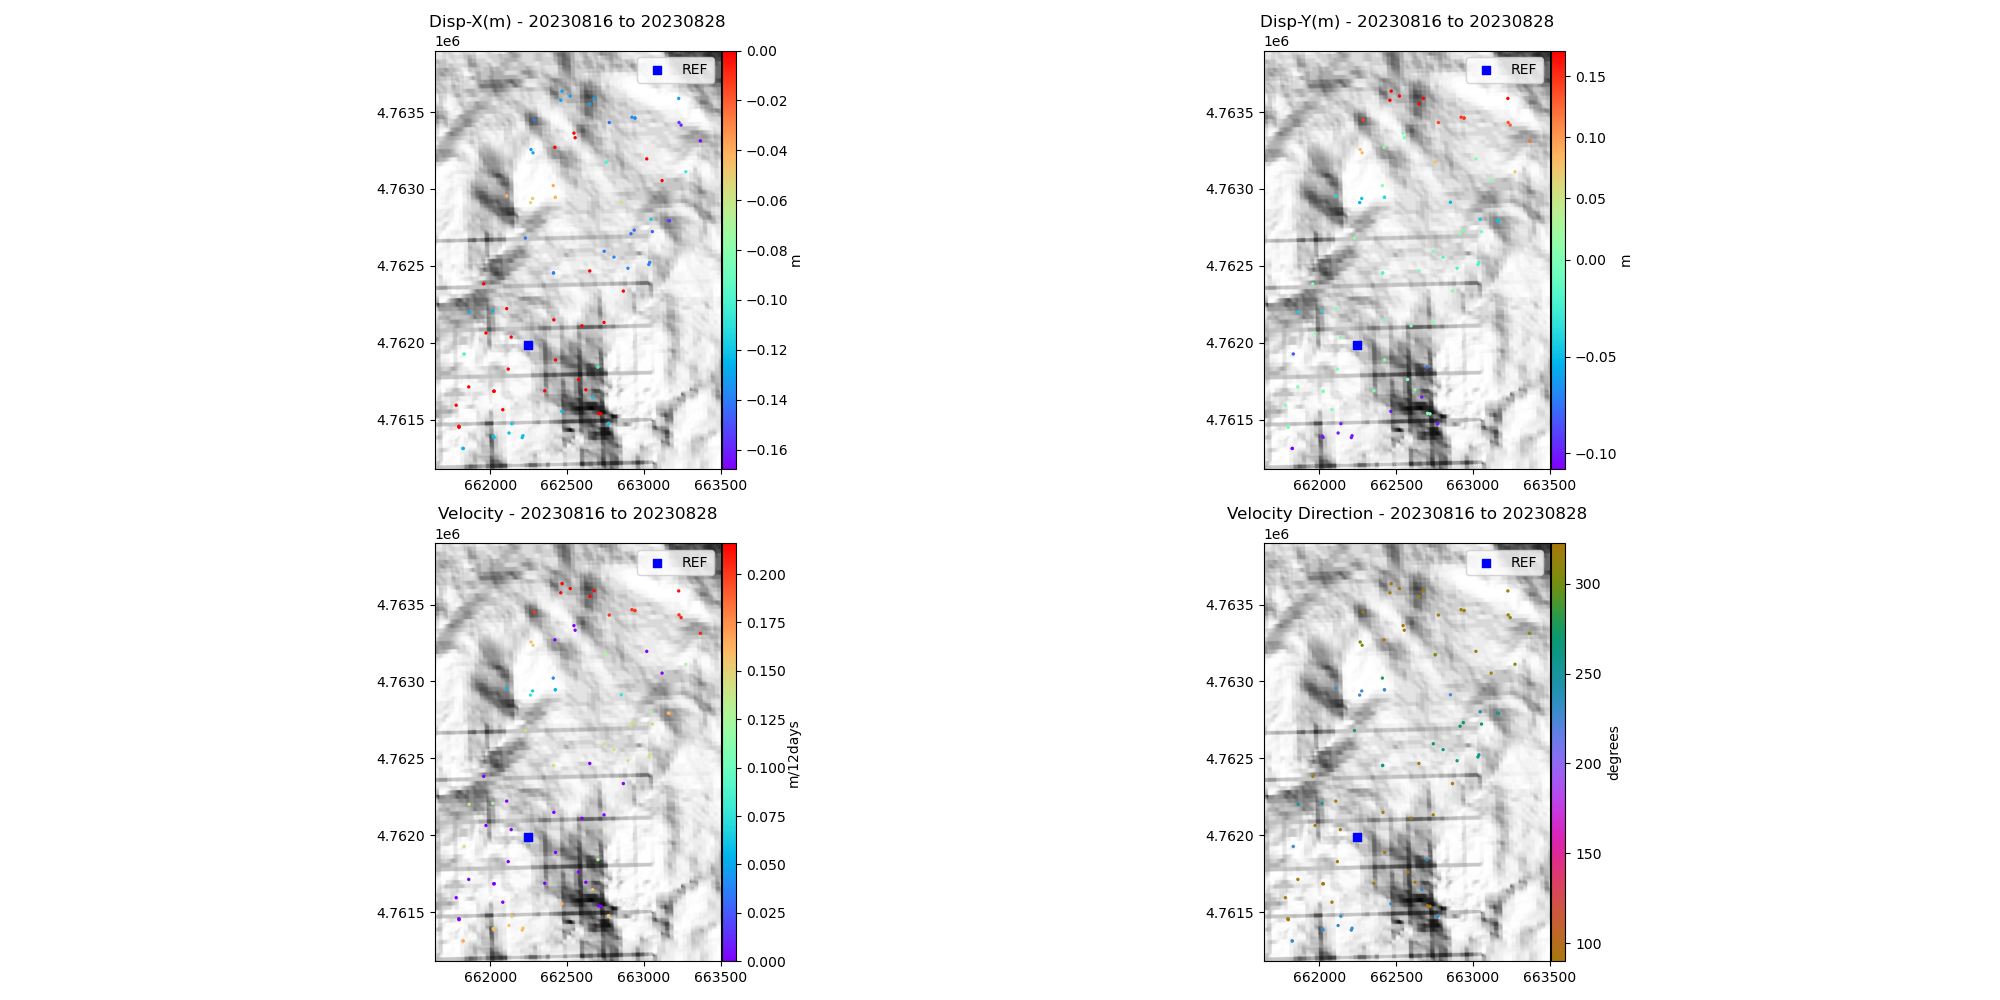 Disp-X(m) - 20230816 to 20230828
1e6
REF
4.7635
4.7630
4.7625
4.7620
4.7615
662000 662500 663000 663500
0.00
−0.02
−0.04
−0.06
−0.08
−0.10
−0.12
−0.14
−0.16
m
Disp-Y(m) - 20230816 to 20230828
1e6
REF
4.7635
4.7630
4.7625
4.7620
4.7615
662000 662500 663000 663500
0.15
0.10
0.05
0.00
−0.05
−0.10
m
Velocity - 20230816 to 20230828
1e6
REF
4.7635
4.7630
4.7625
4.7620
4.7615
662000 662500 663000 663500
0.200
0.175
0.150
0.125
0.100
0.075
0.050
0.025
0.000
m/12days
Velocity Direction - 20230816 to 20230828
1e6
REF
4.7635
4.7630
4.7625
4.7620
4.7615
662000 662500 663000 663500
300
250
200
150
100
degrees